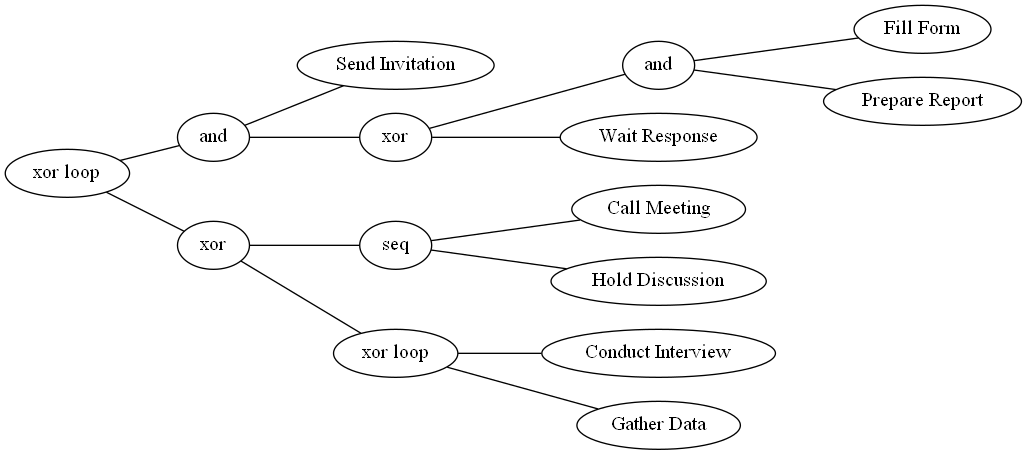 Fill Form
Send Invitation
and
Prepare Report
and
xor
Wait Response
xor loop
Call Meeting
xor
seq
Hold Discussion
xor loop
Conduct Interview
Gather Data